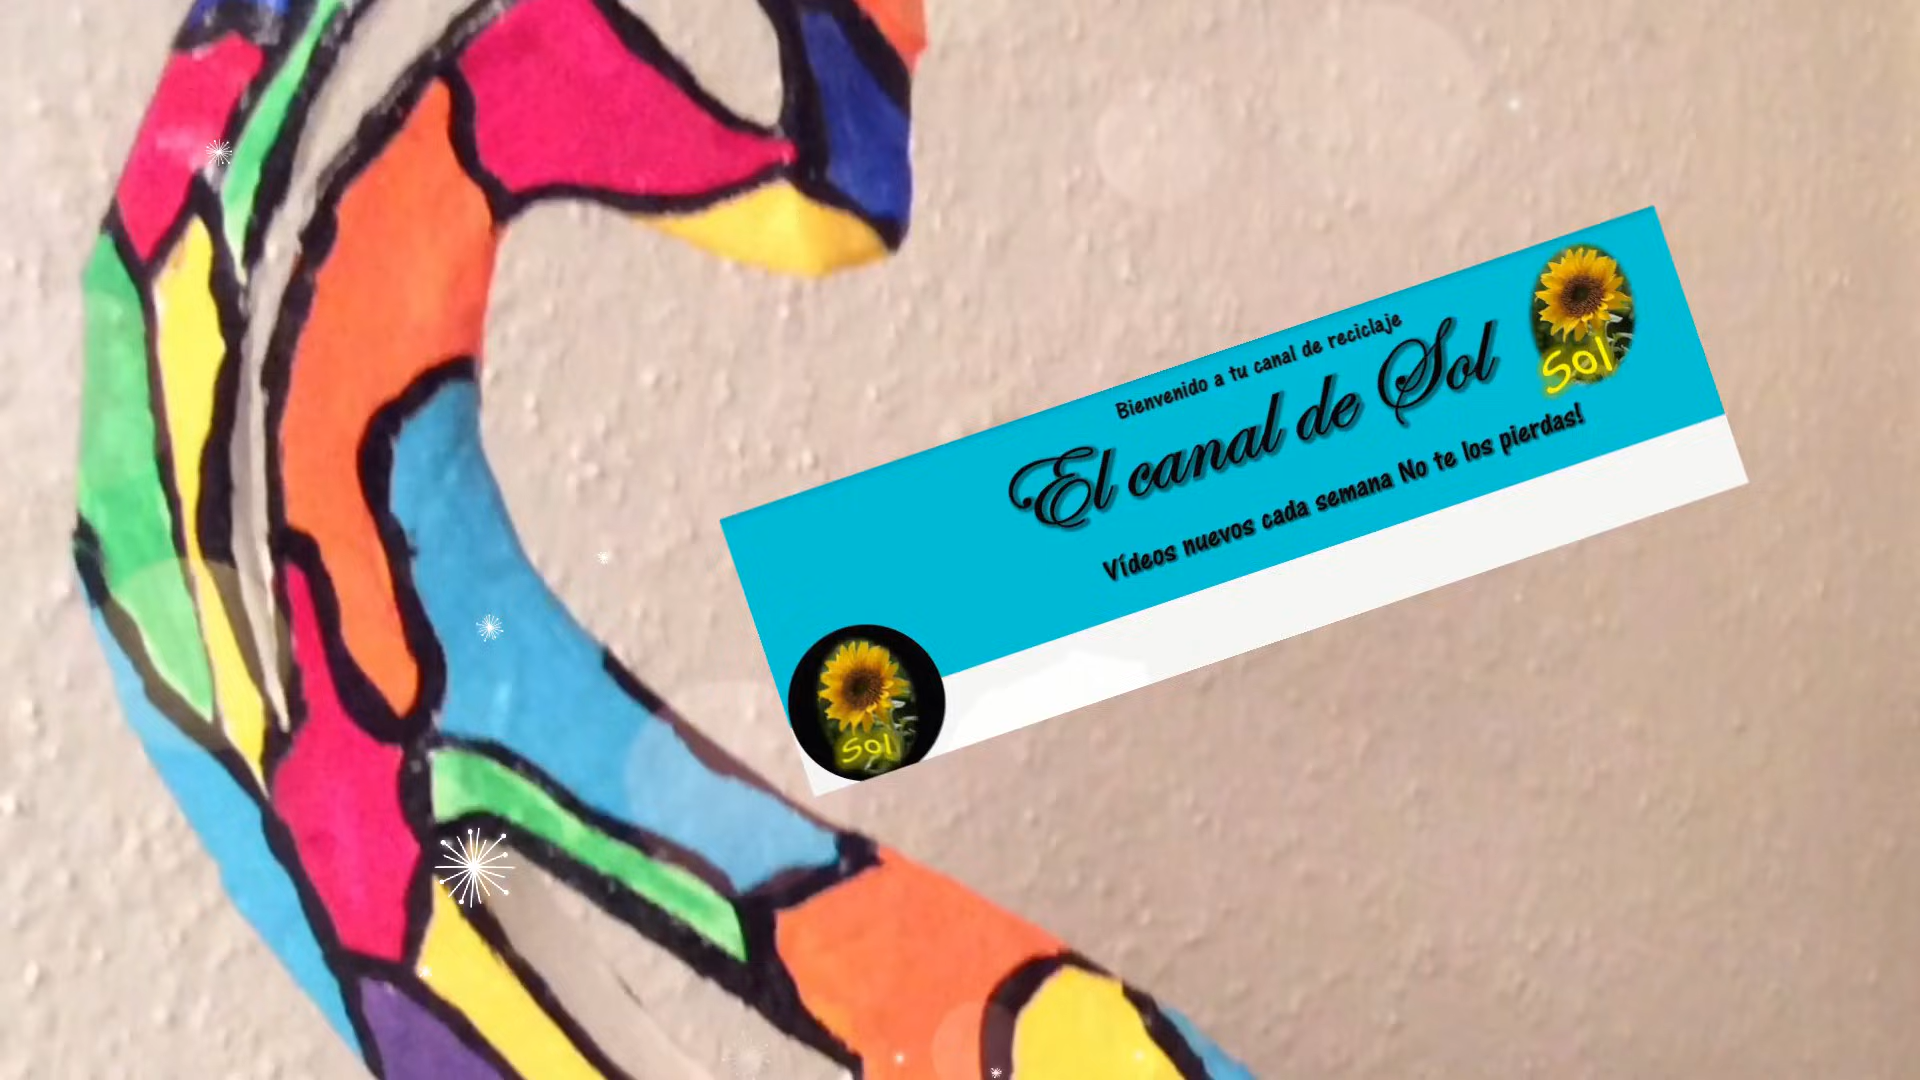 Bienvenido a tu canal de reciclaje
El canal de Sol
Sol
Vídeos nuevos cada semana No te los pierdas!
Sol